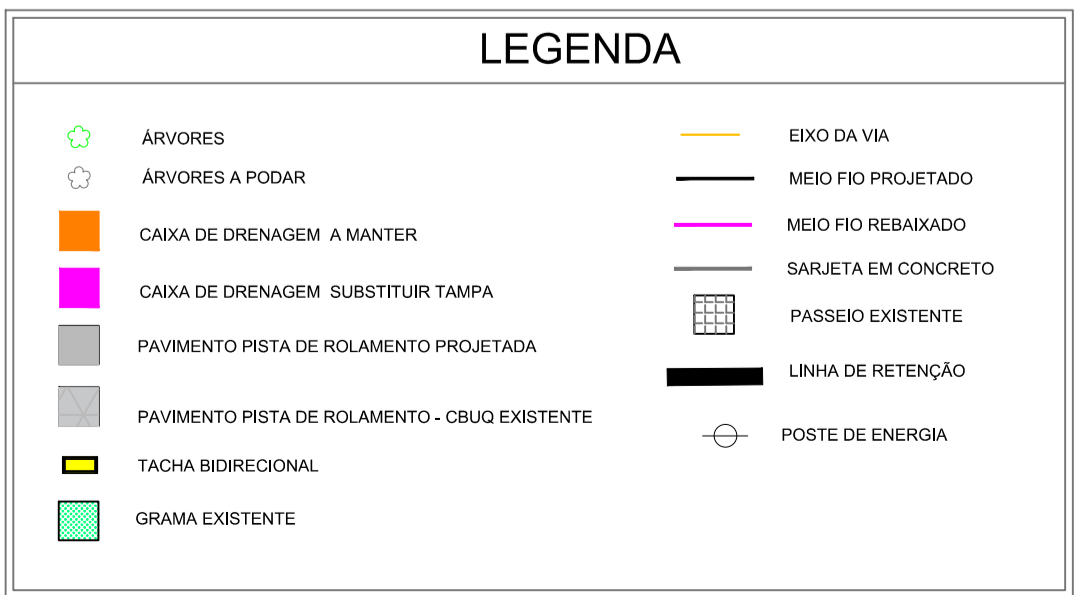 LEGENDA
ÁRVORES
ÁRVORES A PODAR
CAIXA DE DRENAGEM A MANTER
CAIXA DE DRENAGEM SUBSTITUIR TAMPA
PAVIMENTO PISTA DE ROLAMENTO PROJETADA
PAVIMENTO PISTA DE ROLAMENTO - CBUQ EXISTENTE
TACHA BIDIRECIONAL
GRAMA EXISTENTE
EIXO DA VIA
MEIO FIO PROJETADO
MEIO FIO REBAIXADO
SARJETA EM CONCRETO
PASSEIO EXISTENTE
LINHA DE RETENÇÃO
POSTE DE ENERGIA